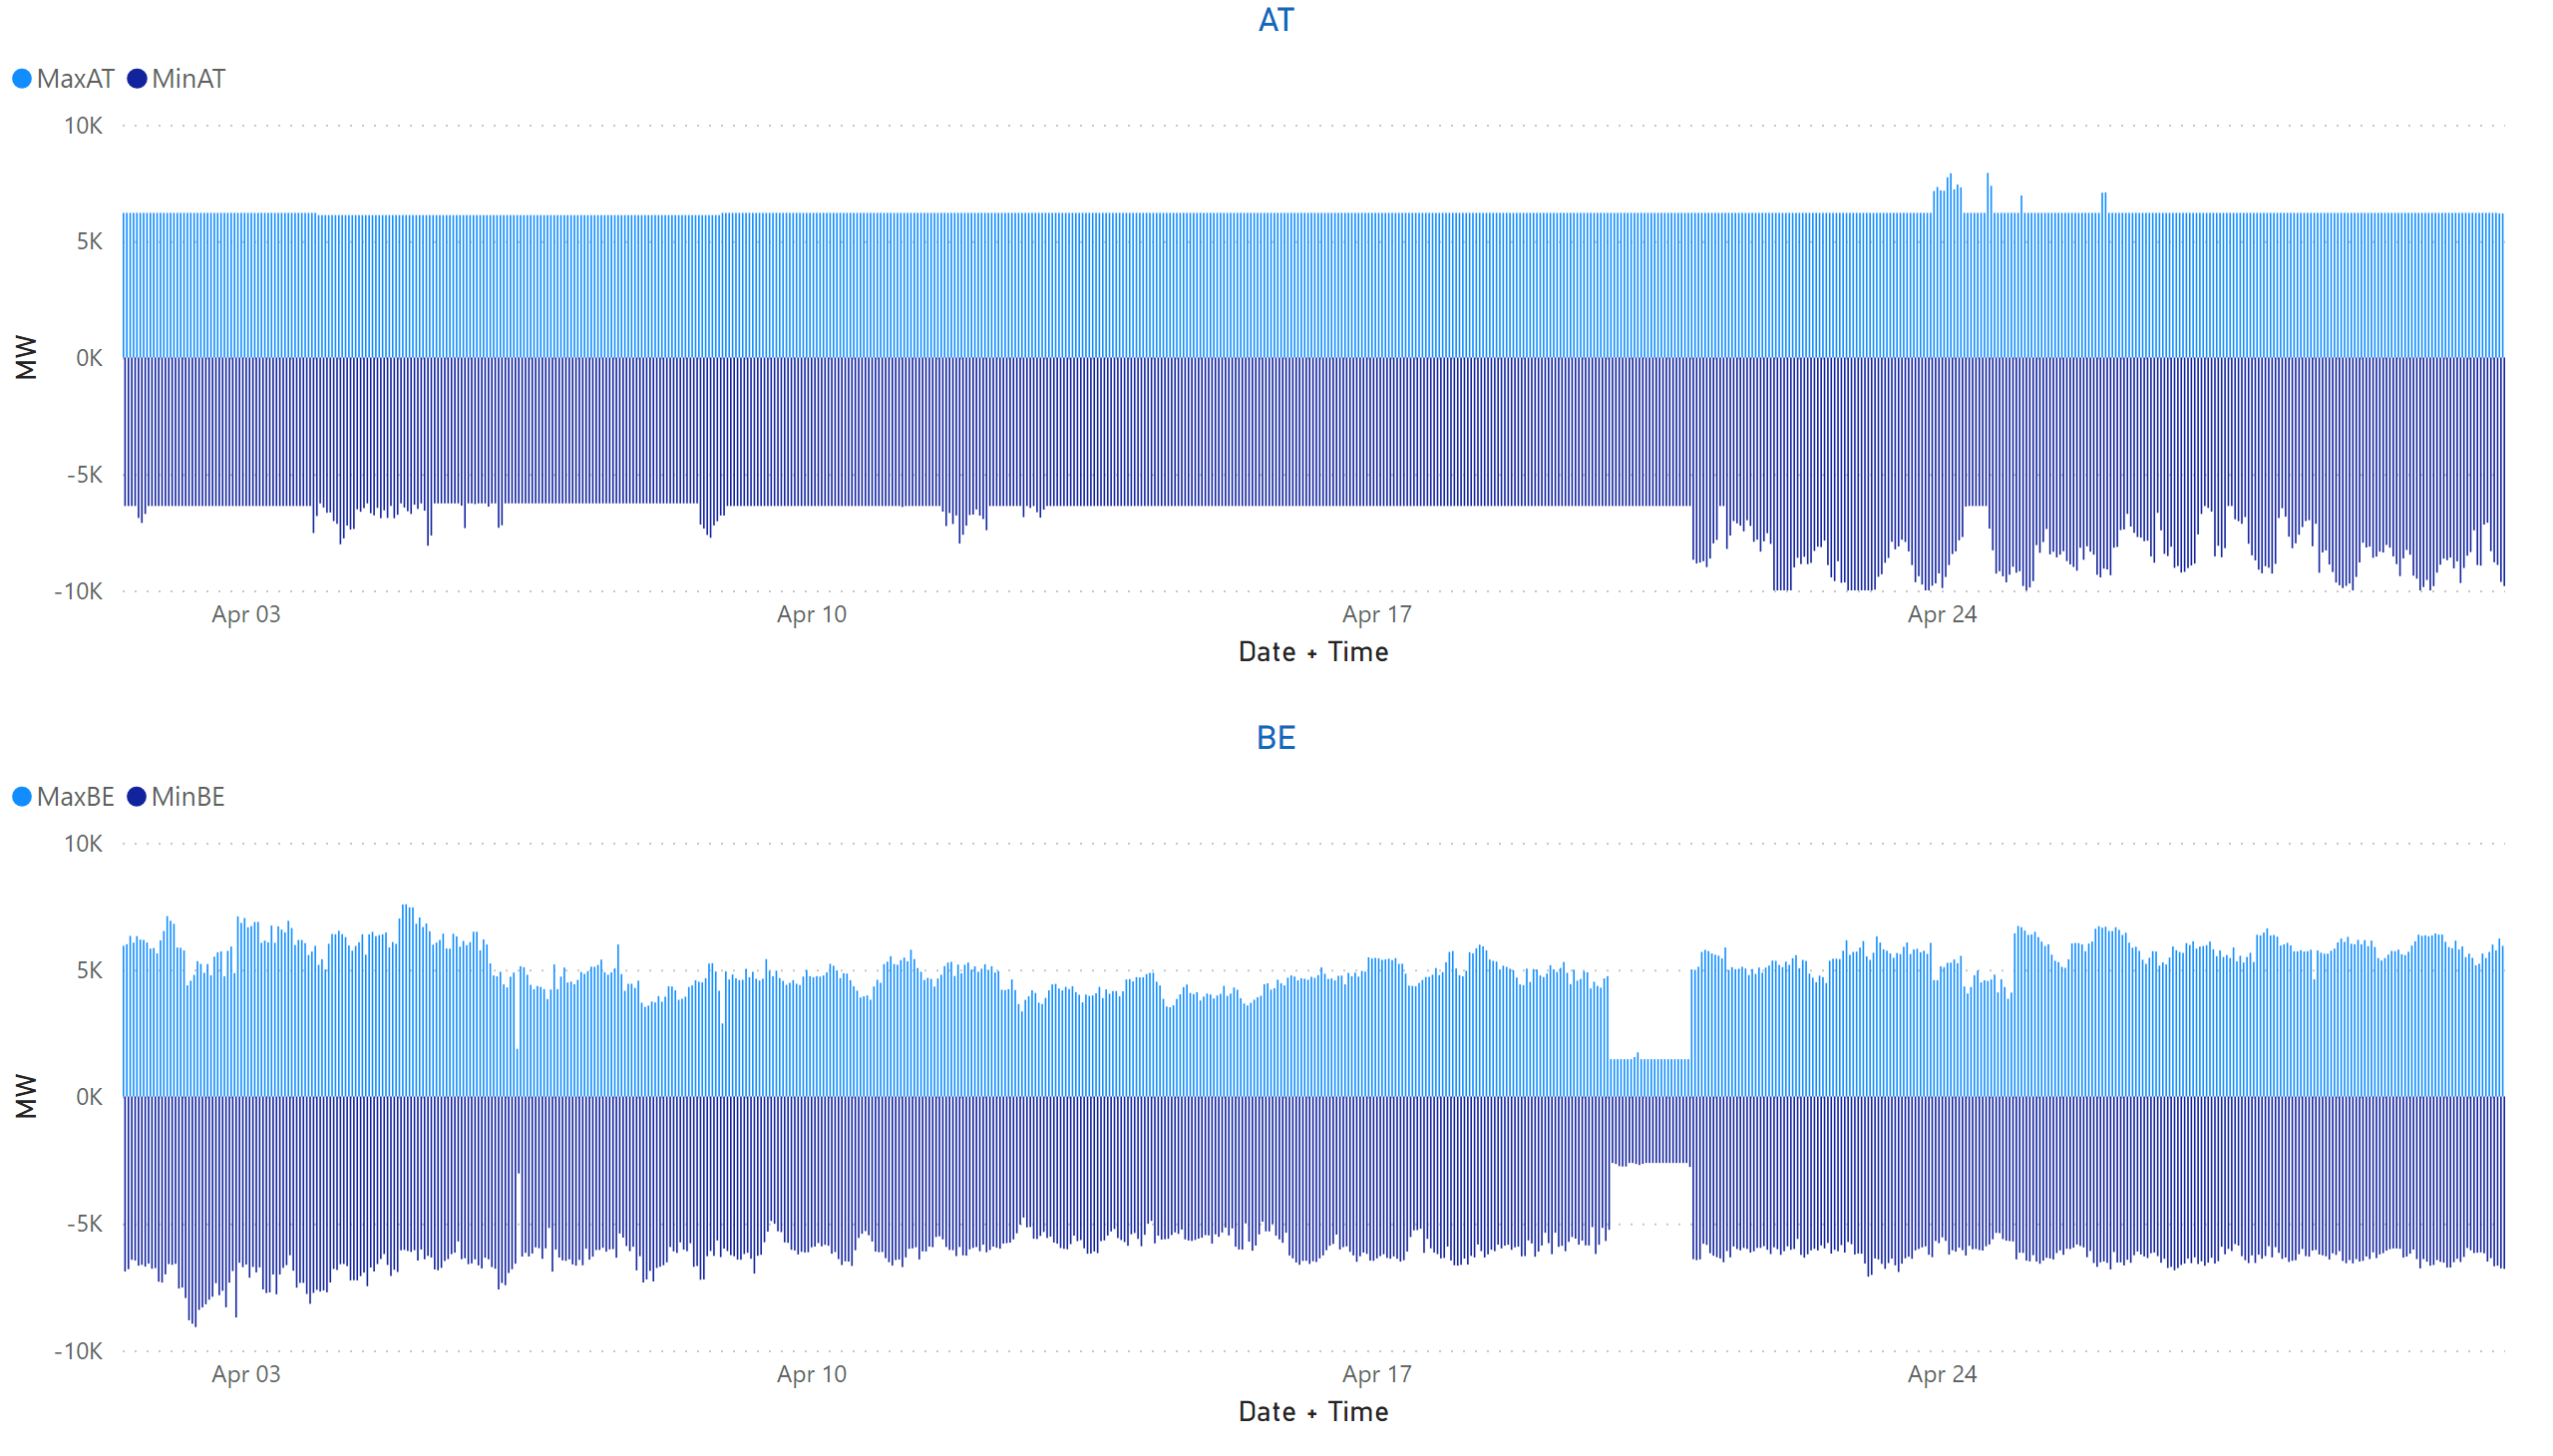 AT
MaxAT MinAT
10K
5K
0K
-5K
-10K
MW
Apr 03 Apr 10 Apr 17 Apr 24
Date + Time
BE
MaxBE MinBE
10K
5K
0K
-5K
-10K
MW
Apr 03 Apr 10 Apr 17 Apr 24
Date + Time